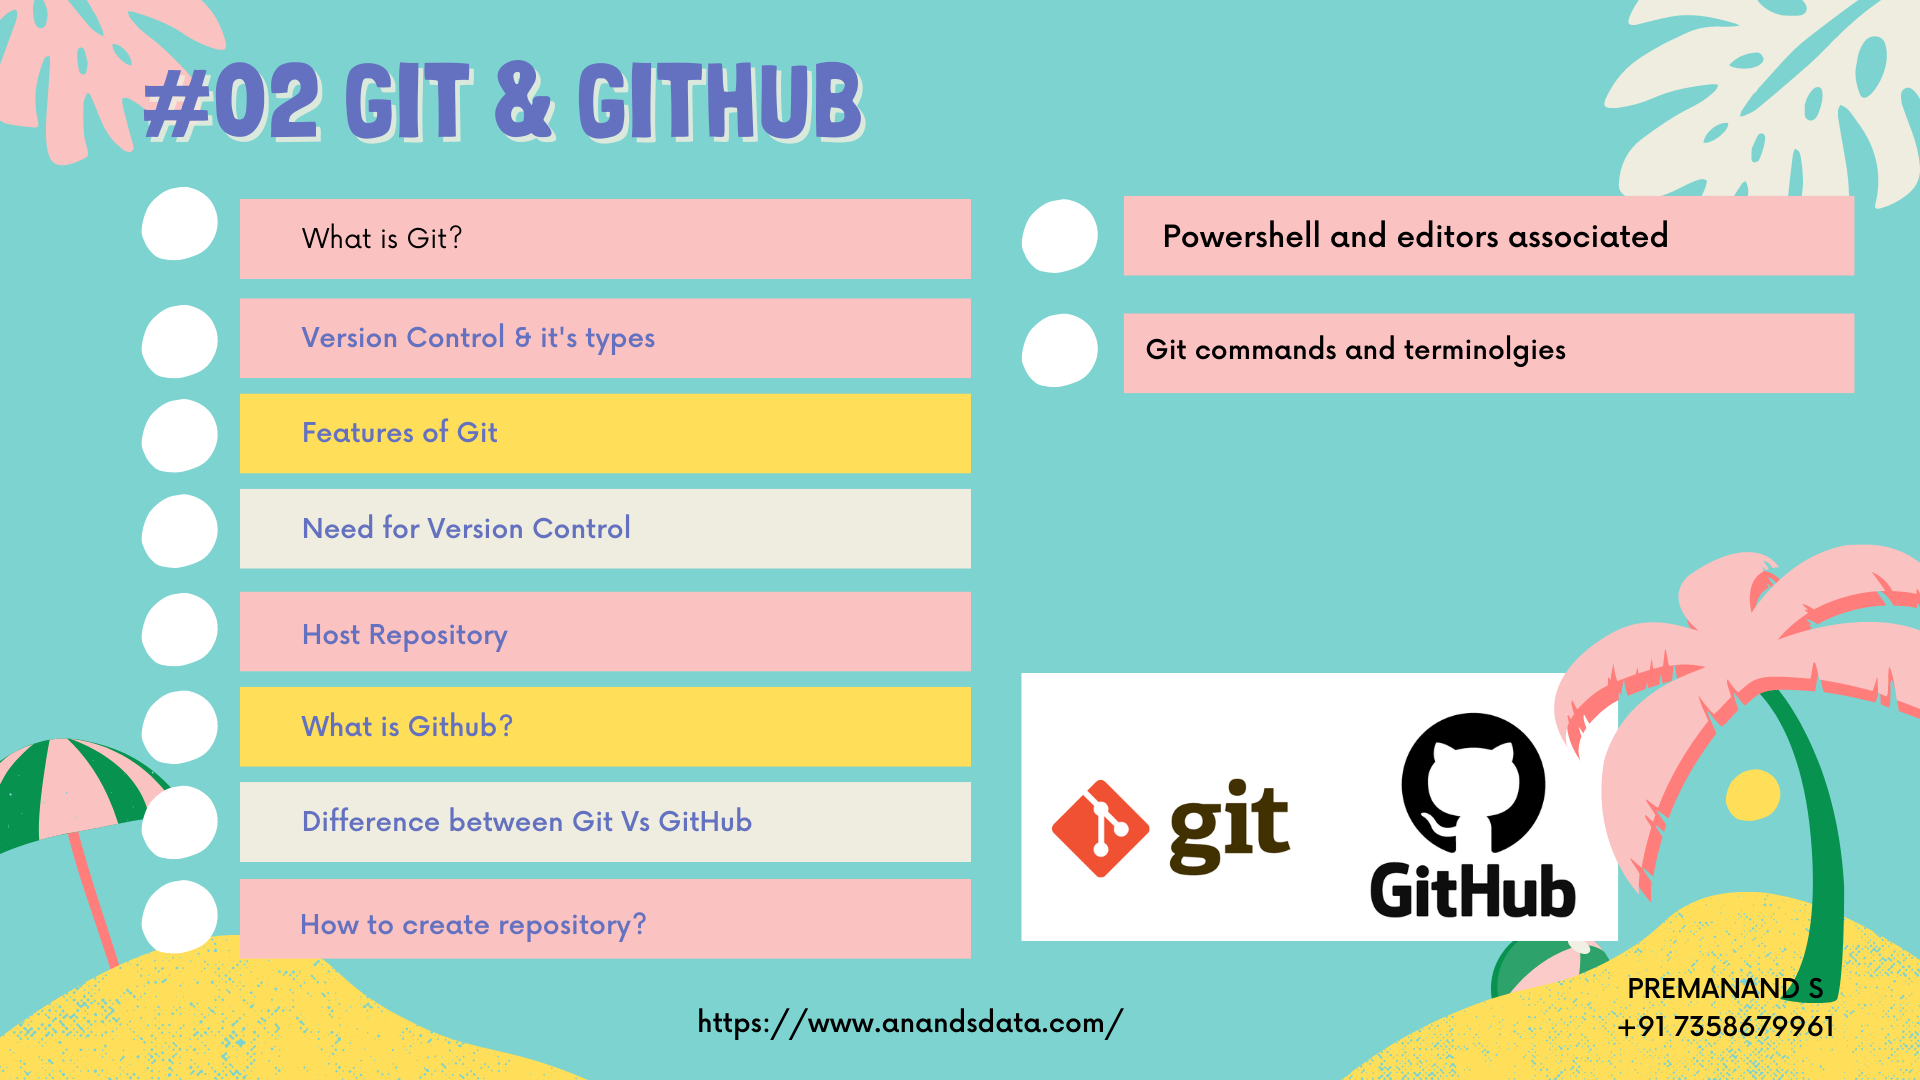 #02 GIT & GITHUB
What is Git?
Version Control & it's types
Features of Git
Need for Version Control
Host Repository
What is Github?
Difference between Git Vs GitHub
How to create repository?
Powershell and editors associated
Git commands and terminolgies
git
GitHub
https://www.anandsdata.com/
PREMANAND S
+91 7358679961